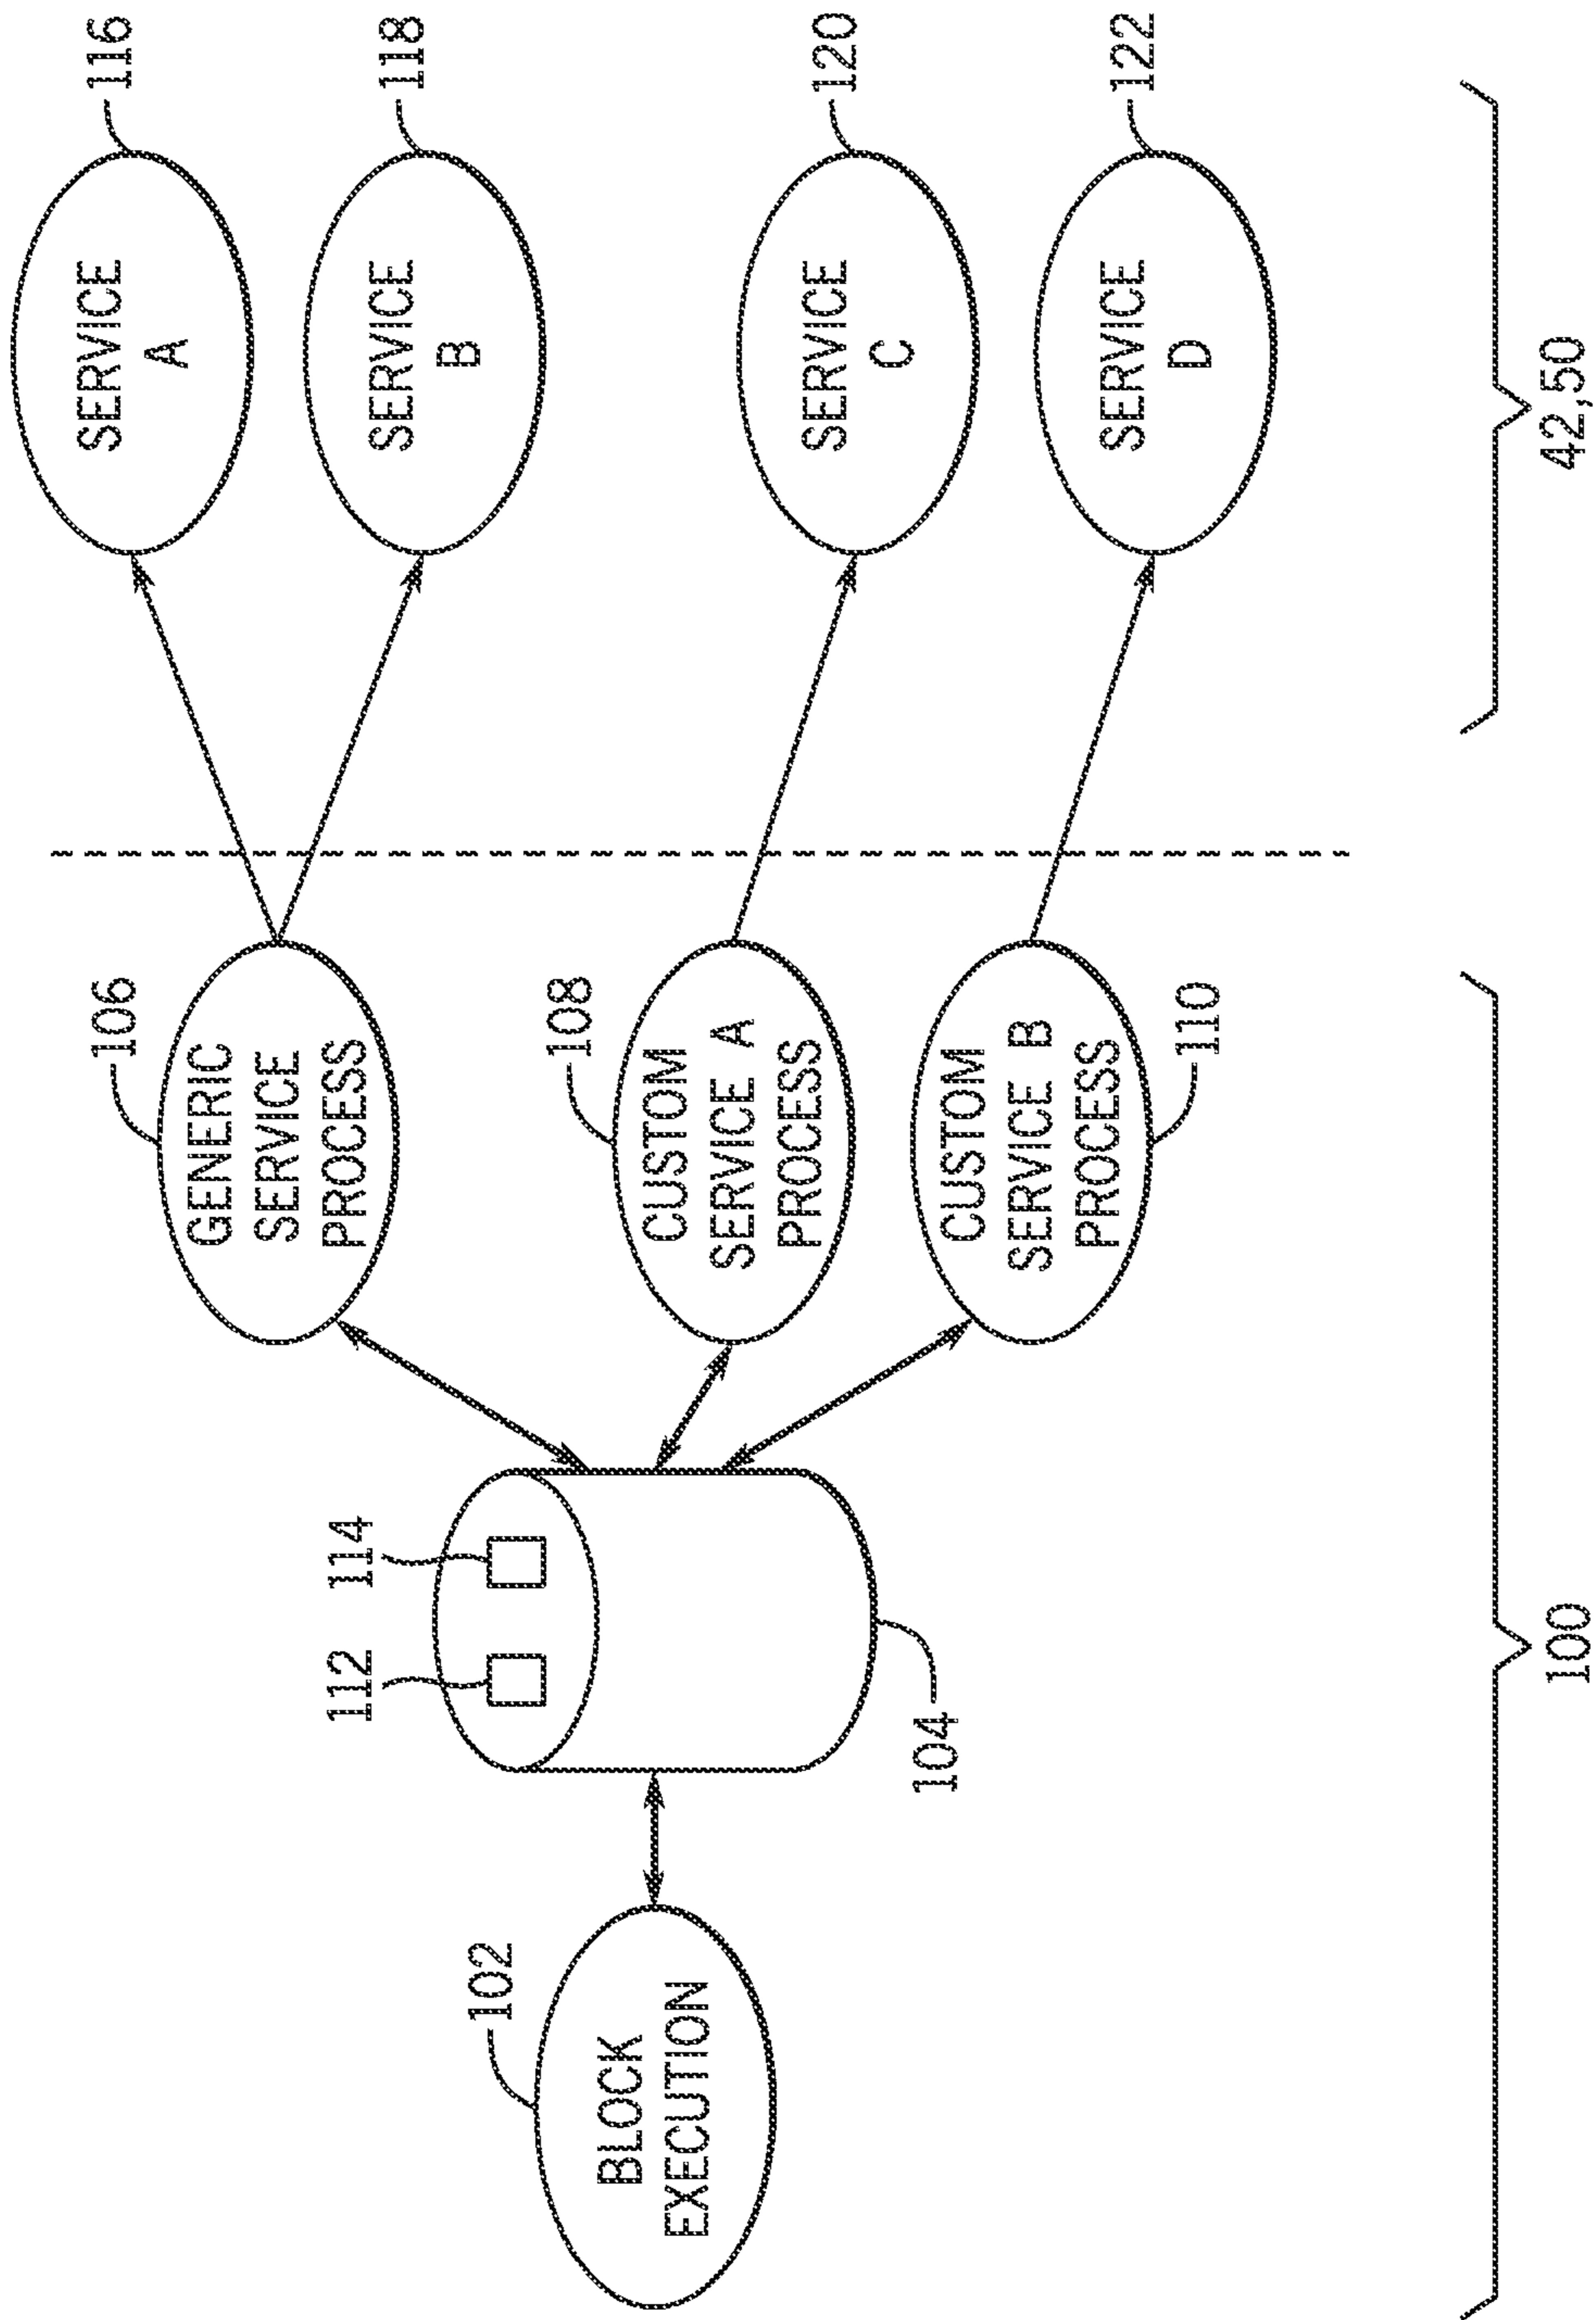 116
SERVICE
A
118
SERVICE
B
120
SERVICE
C
122
SERVICE
D
42,50
106
GENERIC
SERVICE
PROCESS
108
CUSTOM
SERVICE A
PROCESS
110
CUSTOM
SERVICE B
PROCESS
112
114
104
102
BLOCK
EXECUTION
100